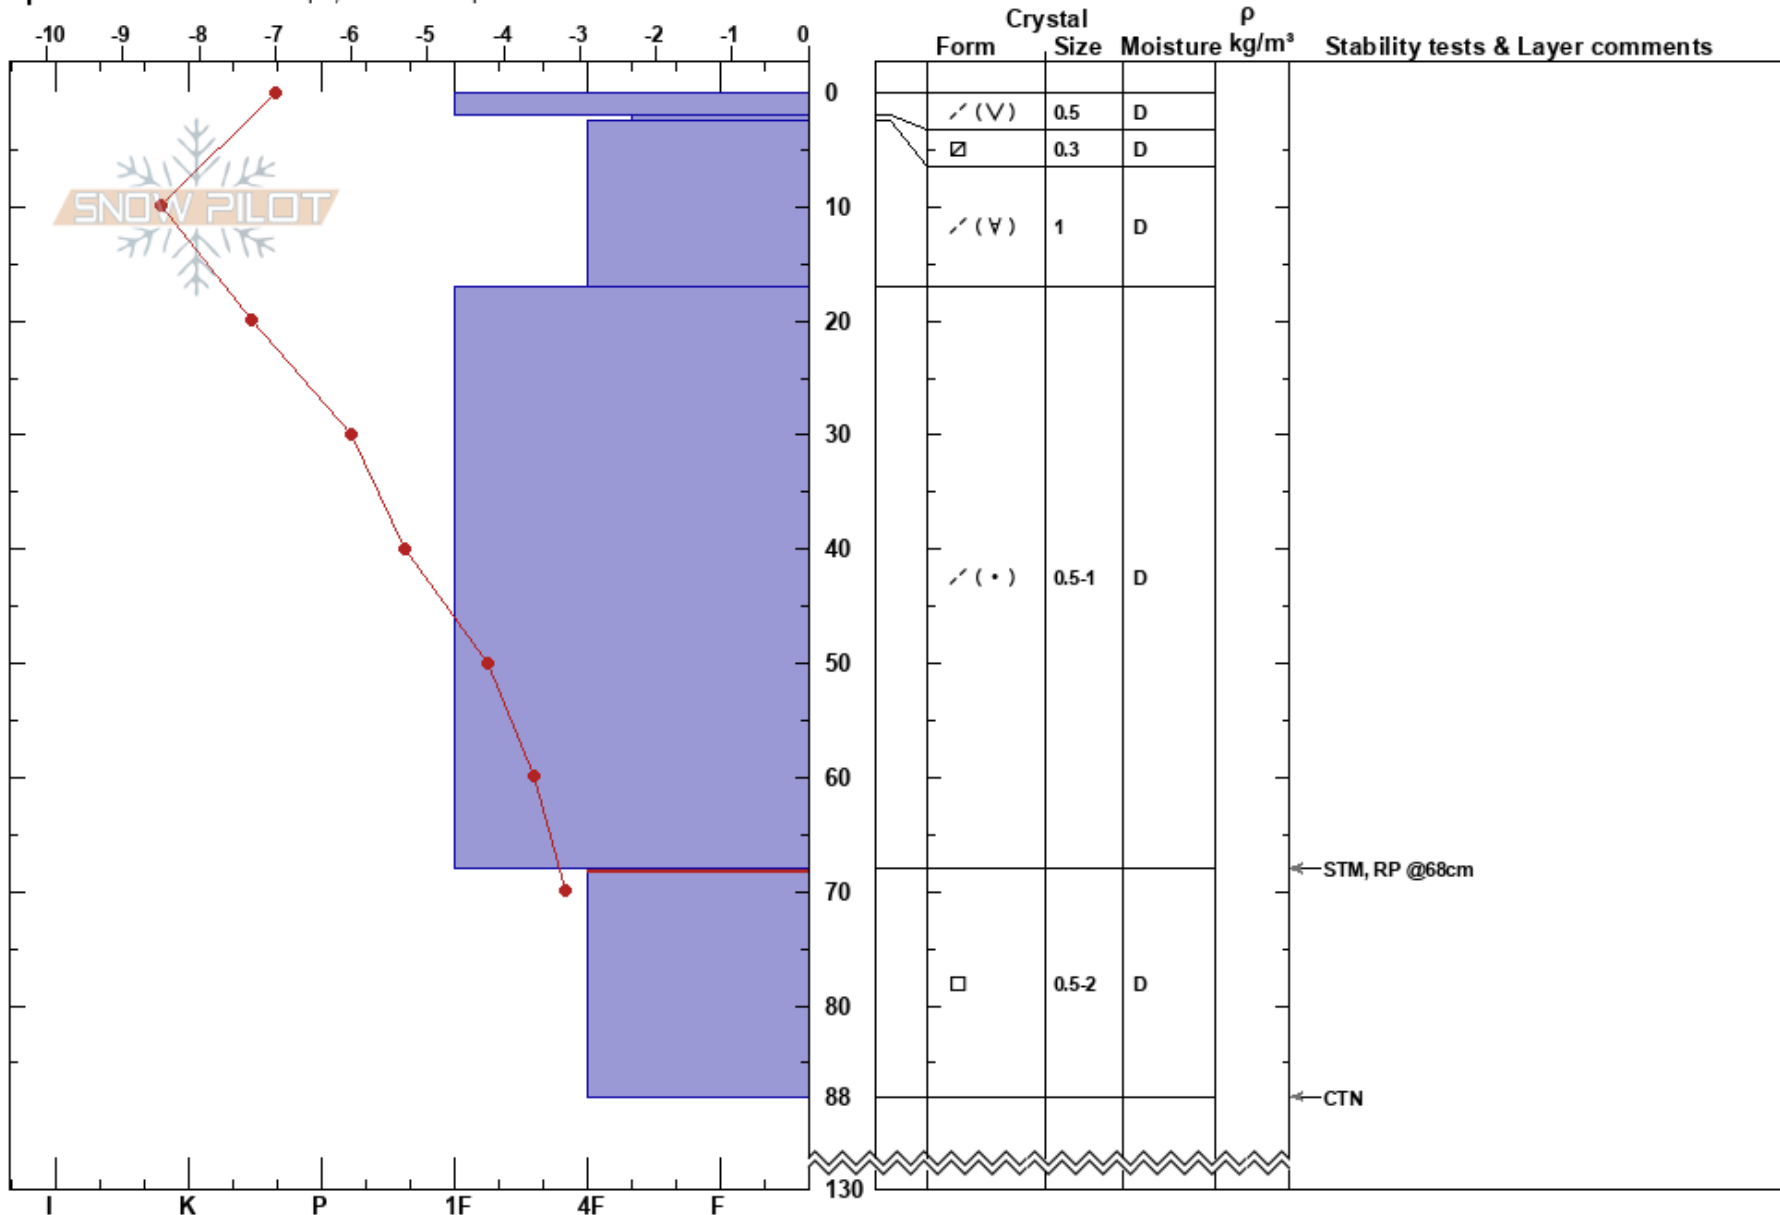 Crystal ρ
-10 -9 -8 -7 -6 -5 -4 -3 -2 -1 0 Form Size Moisture kg/m³ Stability tests & Layer comments
0
(V) 0.5 D
0.3 D
SNOW PILOT
10
(∀) 1 D
20
30
40
(•) 0.5-1 D
50
60
STM, RP @68cm
70
0.5-2 D
80
88 CTN
130
I K P 1F 4F F